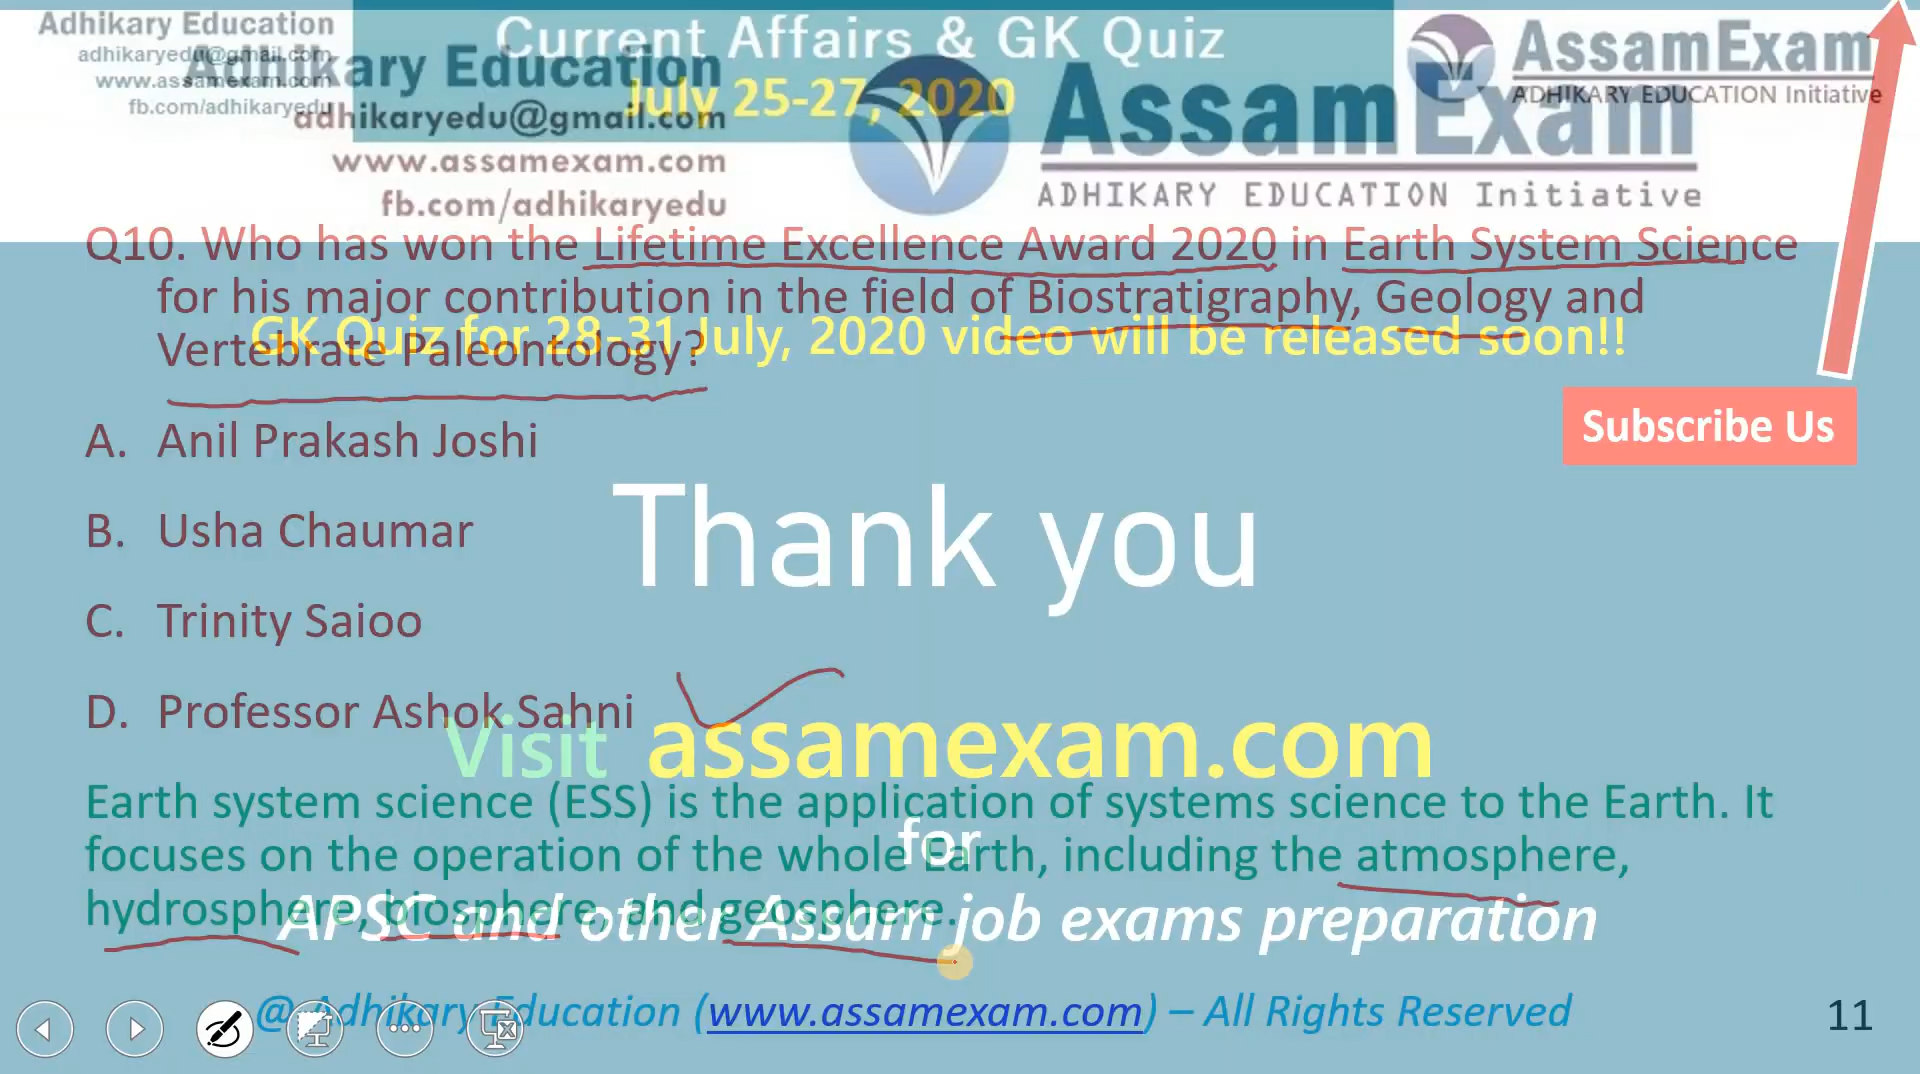 Adhikary Education
adhikaryedu@gmail.com
www.assamexam.com
fb.com/adhikaryedu
Current Affairs & GK Quiz
July 25-27, 2020
AssamExam
ADHIKARY EDUCATION Initiative
Adhikary Education
adhikaryedu@gmail.com
www.assamexam.com
fb.com/adhikaryedu
AssamExam
ADHIKARY EDUCATION Initiative
Q10. Who has won the Lifetime Excellence Award 2020 in Earth System Science
for his major contribution in the field of Biostratigraphy, Geology and
Vertebrate Paleontology?
GK Quiz for 28-31 July, 2020 video will be released soon!!
Subscribe Us
A. Anil Prakash Joshi
B. Usha Chaumar
Thank you
C. Trinity Saioo
D. Professor Ashok Sahni
Visit assamexam.com
Earth system science (ESS) is the application of systems science to the Earth. It
focuses on the operation of the whole Earth, including the atmosphere,
hydrosphere, biosphere, and geosphere.
for
APSC and other Assam job exams preparation
@ Adhikary Education (www.assamexam.com) – All Rights Reserved
11